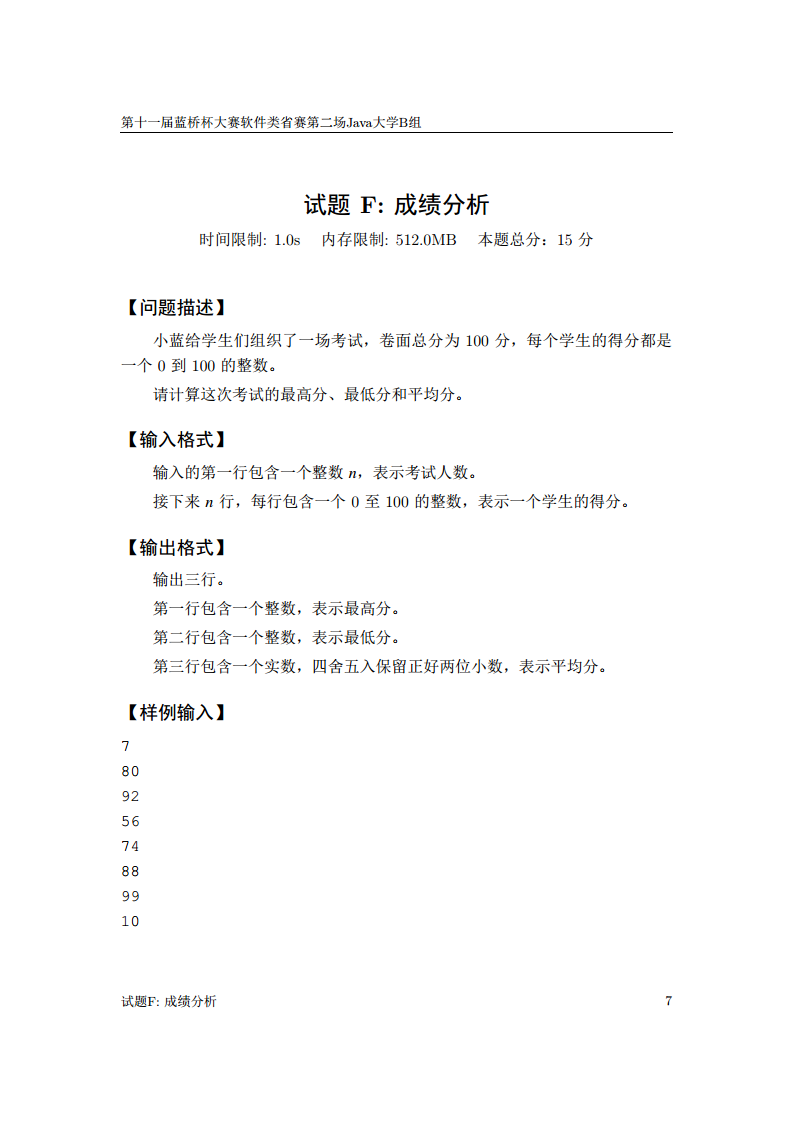 第十一届蓝桥杯大赛软件类省赛第二场Java大学B组
试题 F: 成绩分析
时间限制: 1.0s 内存限制: 512.0MB 本题总分：15 分
【问题描述】
小蓝给学生们组织了一场考试，卷面总分为 100 分，每个学生的得分都是
一个 0 到 100 的整数。
请计算这次考试的最高分、最低分和平均分。
【输入格式】
输入的第一行包含一个整数 n，表示考试人数。
接下来 n 行，每行包含一个 0 至 100 的整数，表示一个学生的得分。
【输出格式】
输出三行。
第一行包含一个整数，表示最高分。
第二行包含一个整数，表示最低分。
第三行包含一个实数，四舍五入保留正好两位小数，表示平均分。
【样例输入】
7
80
92
56
74
88
99
10
试题F: 成绩分析 7